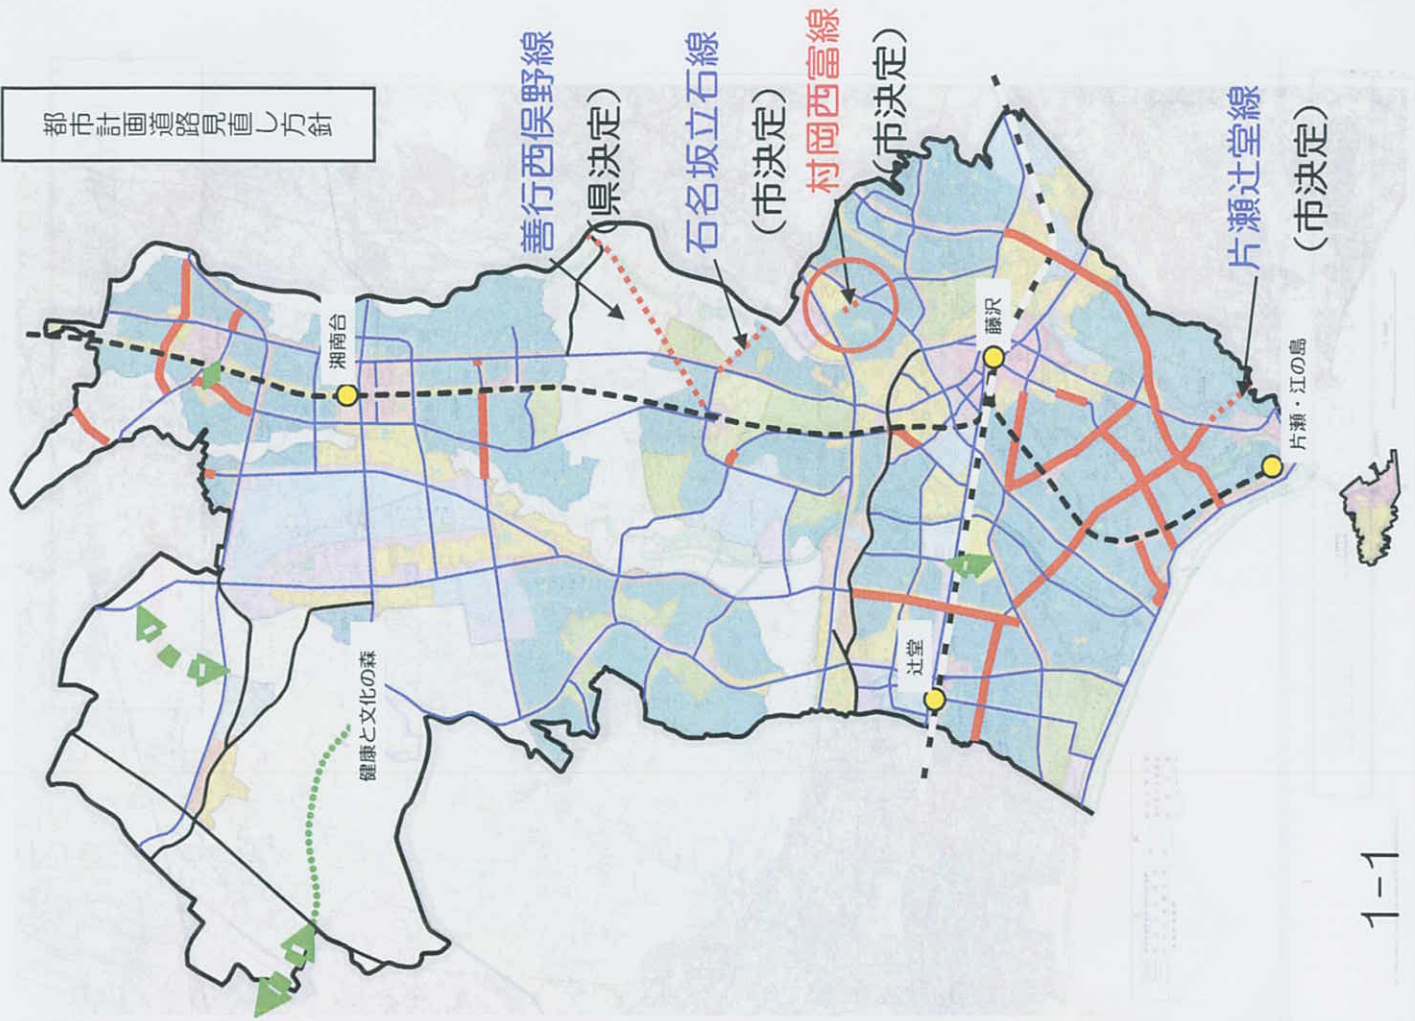 都市計画道路見直し方針
善行西俣野線
（県決定）
石名坂立石線
（市決定）
村岡西富線
（市決定）
片瀬辻堂線
（市決定）
湘南台
藤沢
辻堂
片瀬・江の島
健康と文化の森
1-1